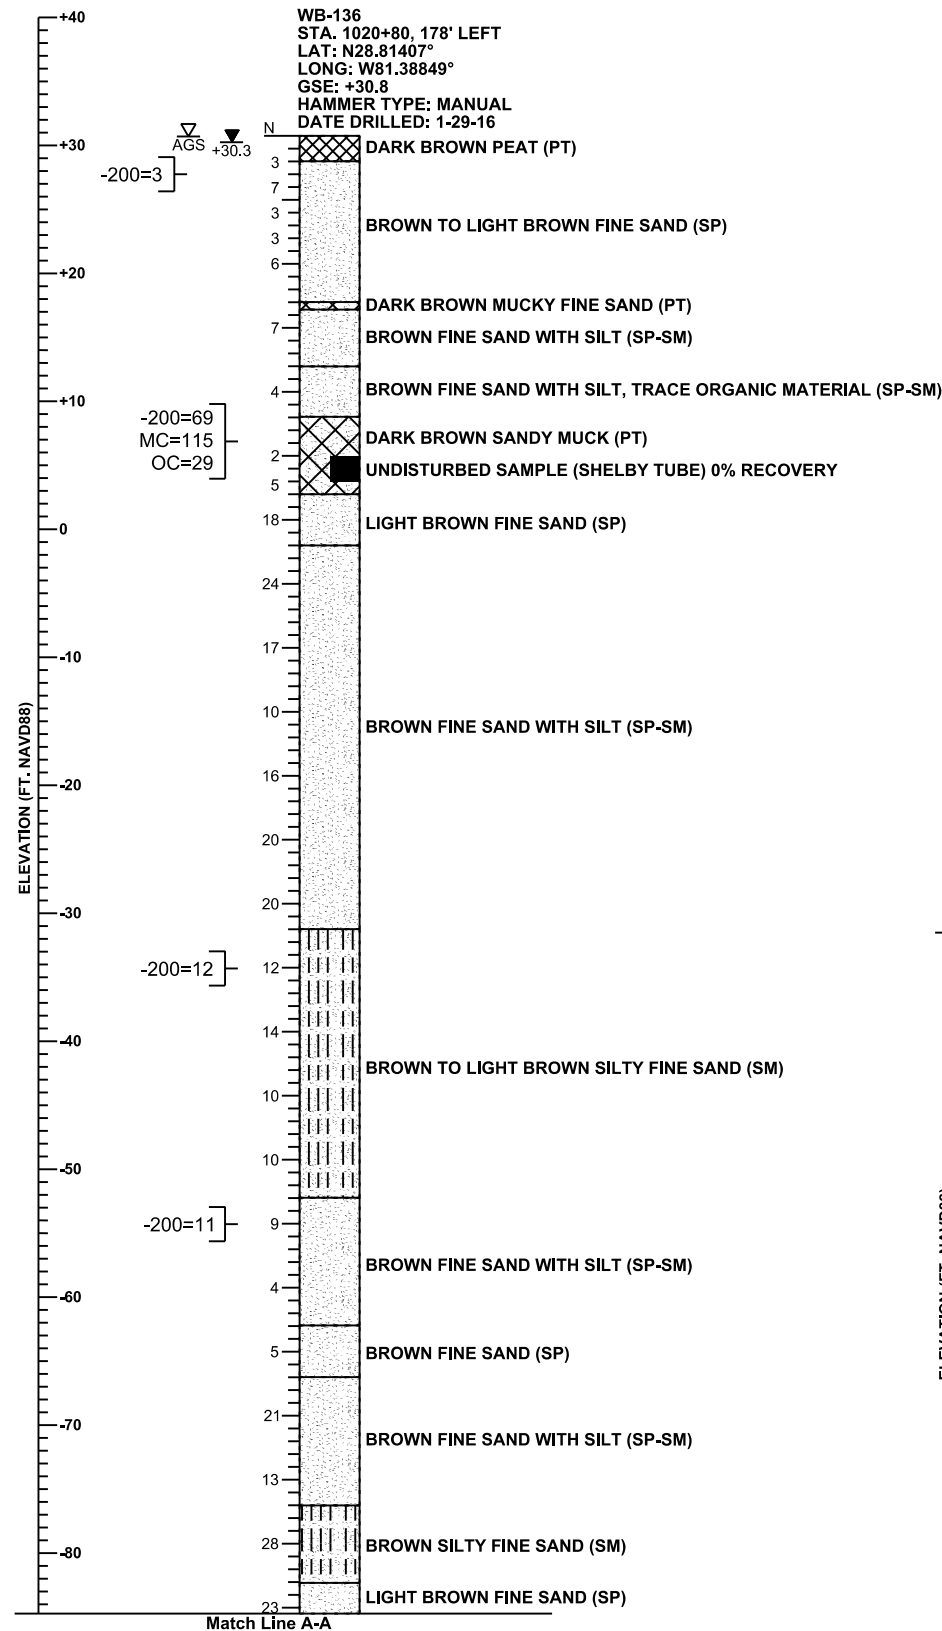 +40
WB-136
STA. 1020+80, 178' LEFT
LAT: N28.81407°
LONG: W81.38849°
GSE: +30.8
HAMMER TYPE: MANUAL
DATE DRILLED: 1-29-16
N
+30
AGS
+30.3
DARK BROWN PEAT (PT)
3
-200=3
7
3
BROWN TO LIGHT BROWN FINE SAND (SP)
3
6
+20
DARK BROWN MUCKY FINE SAND (PT)
7
BROWN FINE SAND WITH SILT (SP-SM)
4
BROWN FINE SAND WITH SILT, TRACE ORGANIC MATERIAL (SP-SM)
+10
-200=69
MC=115
OC=29
DARK BROWN SANDY MUCK (PT)
2
UNDISTURBED SAMPLE (SHELBY TUBE) 0% RECOVERY
5
18
LIGHT BROWN FINE SAND (SP)
0
24
17
-10
10
BROWN FINE SAND WITH SILT (SP-SM)
16
-20
ELEVATION (FT. NAVD88)
20
20
-30
-200=12
12
14
-40
BROWN TO LIGHT BROWN SILTY FINE SAND (SM)
10
10
-50
-200=11
9
BROWN FINE SAND WITH SILT (SP-SM)
4
-60
5
BROWN FINE SAND (SP)
21
-70
BROWN FINE SAND WITH SILT (SP-SM)
13
28
BROWN SILTY FINE SAND (SM)
-80
LIGHT BROWN FINE SAND (SP)
23
Match Line A-A